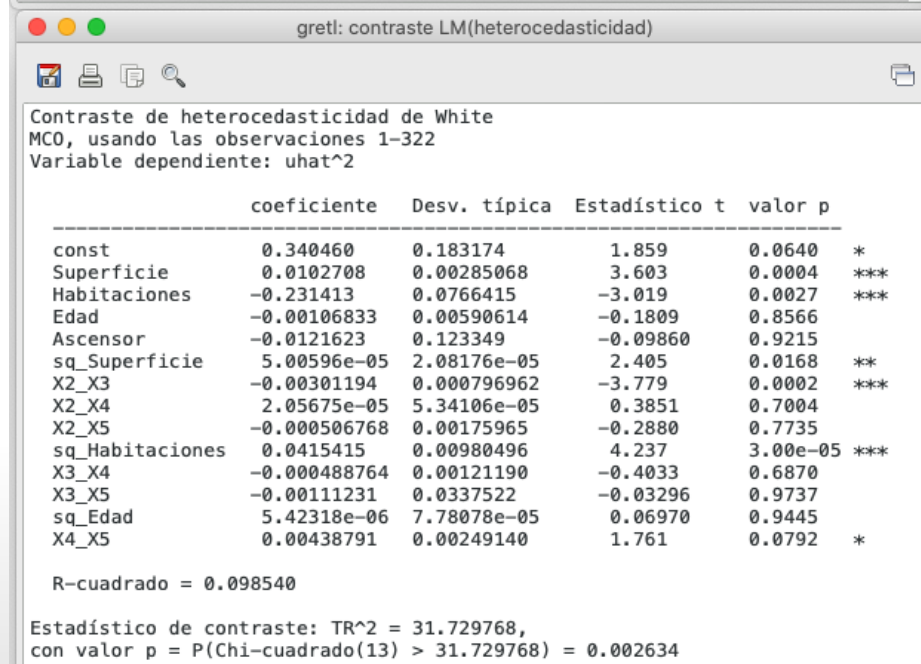 gretl: contraste LM(heterocedasticidad)
Contraste de heterocedasticidad de White
MCO, usando las observaciones 1-322
Variable dependiente: uhat^2
coeficiente Desv. típica Estadístico t valor p
const 0.340460 0.183174 1.859 0.0640 *
Superficie 0.0102708 0.00285068 3.603 0.0004 ***
Habitaciones -0.231413 0.0766415 -3.019 0.0027 ***
Edad -0.00106833 0.00590614 -0.1809 0.8566
Ascensor -0.0121623 0.123349 -0.09860 0.9215
sq_Superficie 5.00596e-05 2.08176e-05 2.405 0.0168 **
X2_X3 -0.00301194 0.000796962 -3.779 0.0002 ***
X2_X4 2.05675e-05 5.34106e-05 0.3851 0.7004
X2_X5 -0.000506768 0.00175965 -0.2880 0.7735
sq_Habitaciones 0.0415415 0.00980496 4.237 3.00e-05 ***
X3_X4 -0.000488764 0.00121190 -0.4033 0.6870
X3_X5 -0.00111231 0.0337522 -0.03296 0.9737
sq_Edad 5.42318e-06 7.78078e-05 0.06970 0.9445
X4_X5 0.00438791 0.00249140 1.761 0.0792 *
R-cuadrado = 0.098540
Estadístico de contraste: TR^2 = 31.729768,
con valor p = P(Chi-cuadrado(13) > 31.729768) = 0.002634